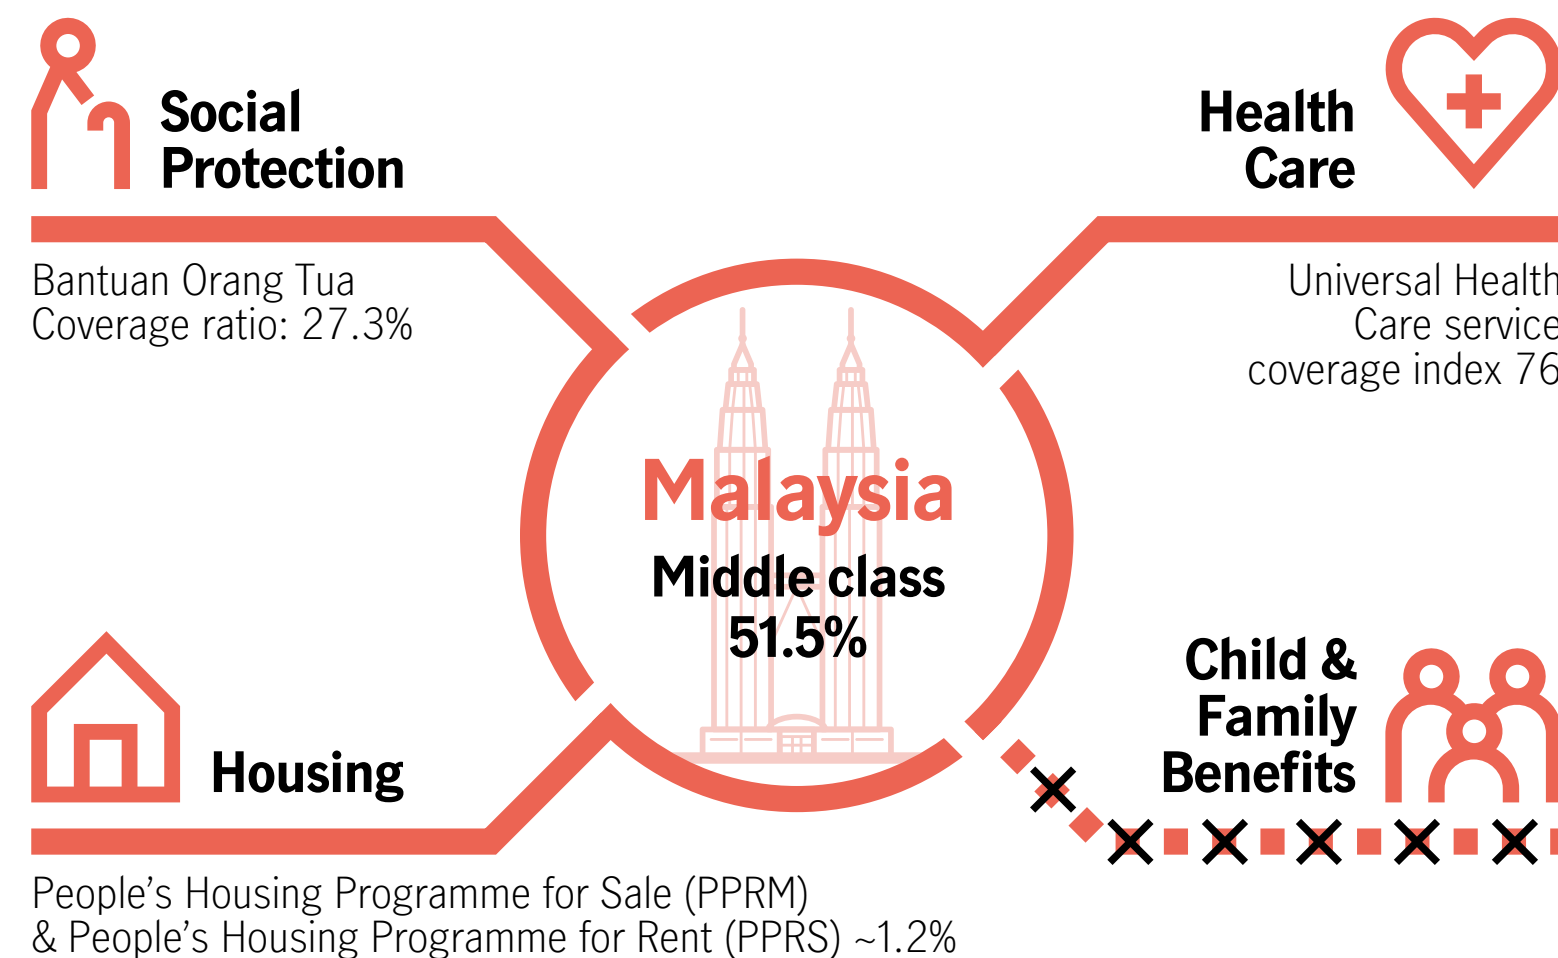 Social
Protection
Bantuan Orang Tua
Coverage ratio: 27.3%
Health
Care
Universal Health
Care service
coverage index 76
Malaysia
Middle class
51.5%
Housing
People’s Housing Programme for Sale (PPRM)
& People’s Housing Programme for Rent (PPRS) ~1.2%
Child &
Family
Benefits